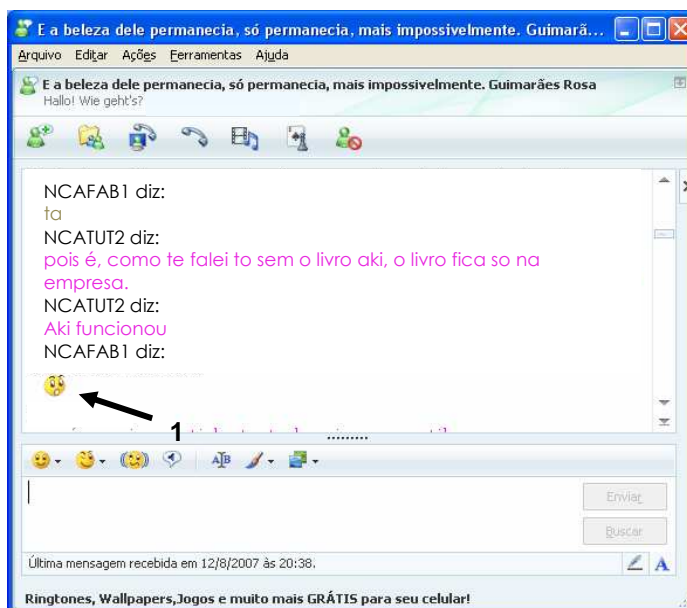 E a beleza dele permanecia, só permanecia, mais impossivelmente. Guimarã...
Arquivo Editar Ações Ferramentas Ajuda
E a beleza dele permanecia, só permanecia, mais impossivelmente. Guimarães Rosa
Hallo! Wie geht's?
NCAFAB1 diz:
ta
NCATUT2 diz:
pois é, como te falei to sem o livro aki, o livro fica so na
empresa.
NCATUT2 diz:
Aki funcionou
NCAFAB1 diz:
1
Enviar
Buscar
Última mensagem recebida em 12/8/2007 às 20:38.
A
Ringtones, Wallpapers,Jogos e muito mais GRÁTIS para seu celular!